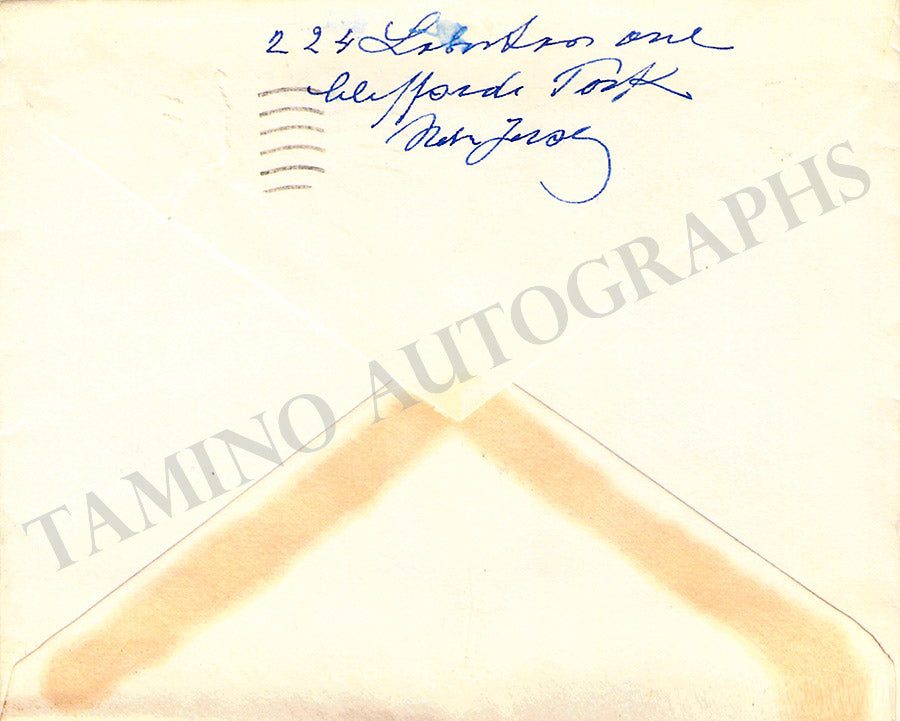 224 ave
Cliffside Park
New Jersey
TAMINO AUTOGRAPHS